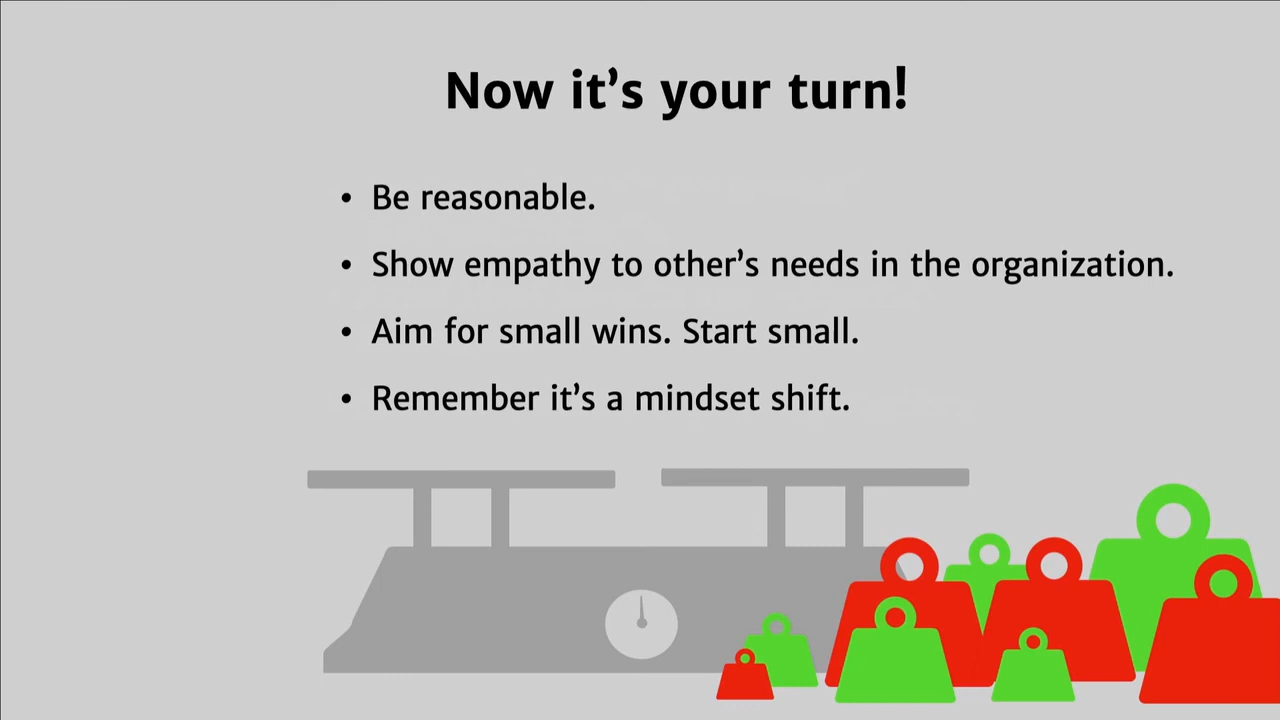 Now it’s your turn!
• Be reasonable.
• Show empathy to other’s needs in the organization.
• Aim for small wins. Start small.
• Remember it’s a mindset shift.